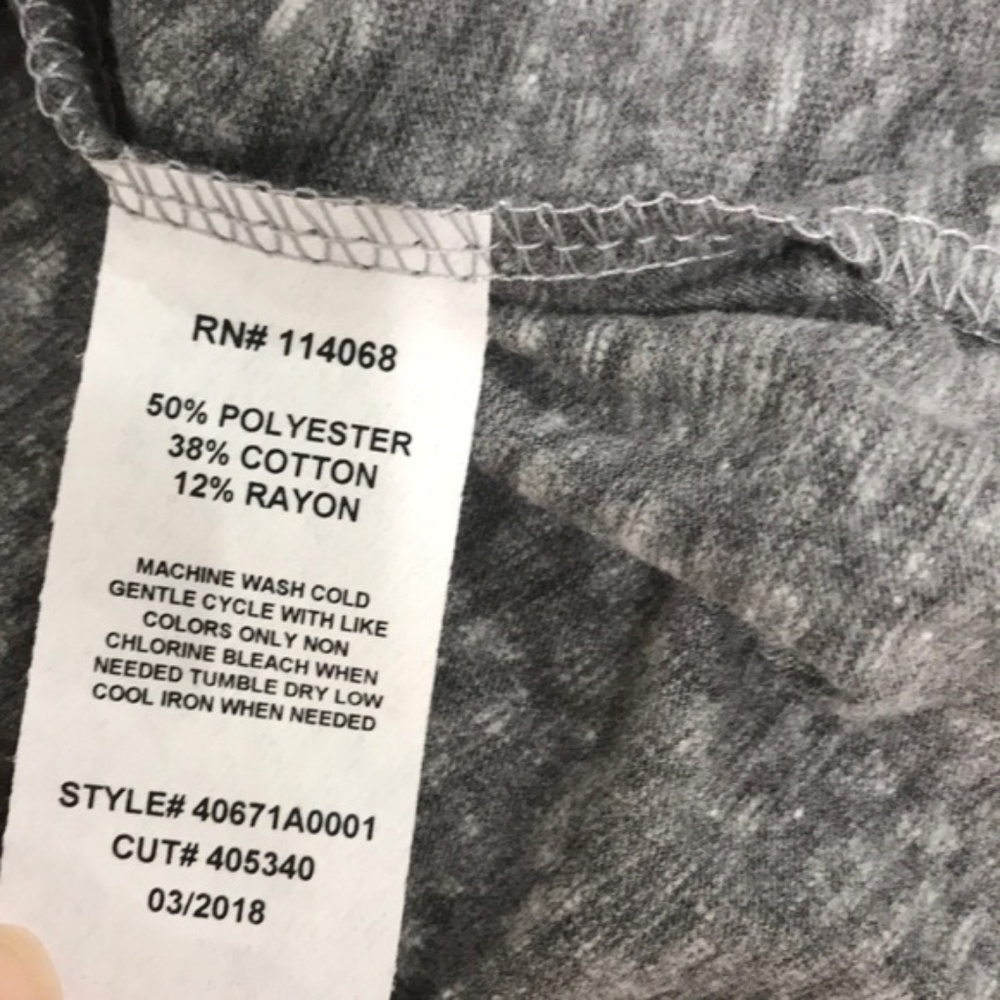 RN# 114068
50% POLYESTER
38% COTTON
12% RAYON
MACHINE WASH COLD
GENTLE CYCLE WITH LIKE
COLORS ONLY NON
CHLORINE BLEACH WHEN
NEEDED TUMBLE DRY LOW
COOL IRON WHEN NEEDED
STYLE# 40671A0001
CUT# 405340
03/2018